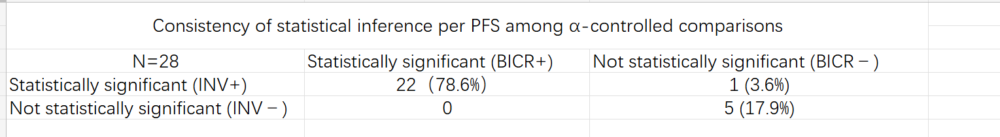 Consistency of statistical inference per PFS among α-controlled comparisons
N=28 Statistically significant (BICR+) Not statistically significant (BICR－)
Statistically significant (INV+) 22（78.6%） 1 (3.6%)
Not statistically significant (INV－) 0 5 (17.9%)